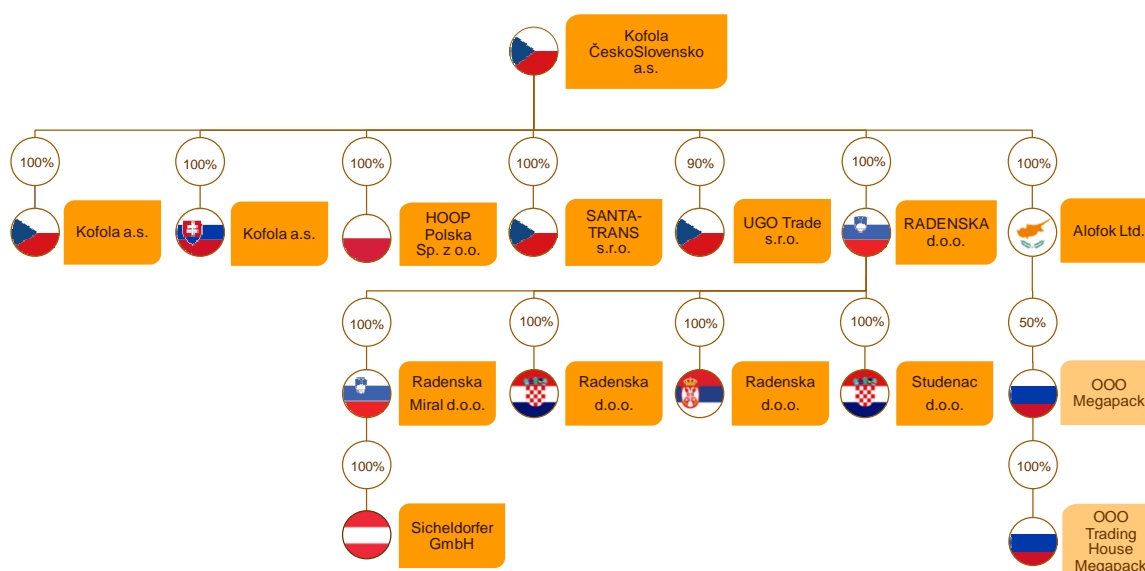 Kofola
ČeskoSlovensko
a.s.
100%
100%
100%
100%
90%
100%
100%
Kofola a.s.
Kofola a.s.
HOOP
Polska
Sp. z o.o.
SANTA-
TRANS
s.r.o.
UGO Trade
s.r.o.
RADENSKA
d.o.o.
Alofok Ltd.
100%
100%
100%
100%
50%
Radenska
Miral d.o.o.
Radenska
d.o.o.
Radenska
d.o.o.
Studenac
d.o.o.
OOO
Megapack
100%
100%
Sicheldorfer
GmbH
OOO
Trading
House
Megapack